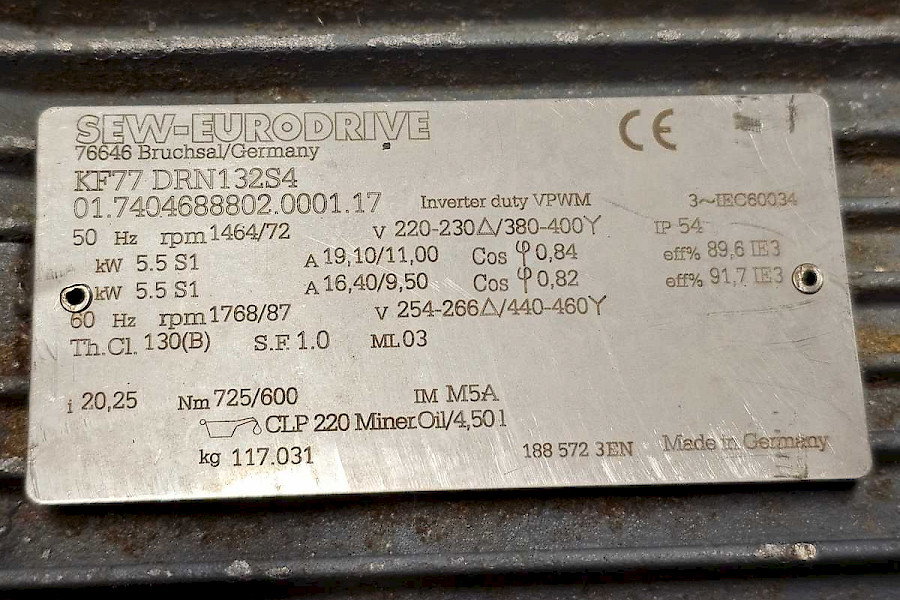 SEW-EURODRIVE CE
76646 Bruchsal/Germany
KF77 DRN132S4
01.7404688802.0001.17 Inverter duty VPWM 3~IEC60034
50 Hz rpm 1464/72 V 220-230△/380-400Y IP 54
kW 5.5 S1 A 19,10/11,00 Cos φ 0,84 eff% 89,6 IE3
kW 5.5 S1 A 16,40/9,50 Cos φ 0,82 eff% 91,7 IE3
60 Hz rpm 1768/87 V 254-266△/440-460Y
Th.Cl. 130(B) S.F. 1.0 ML 03
i 20,25 Nm 725/600 IM M5A
CLP 220 Miner.Oil/4,50 l
kg 117.031 188 572 3 EN Made in Germany